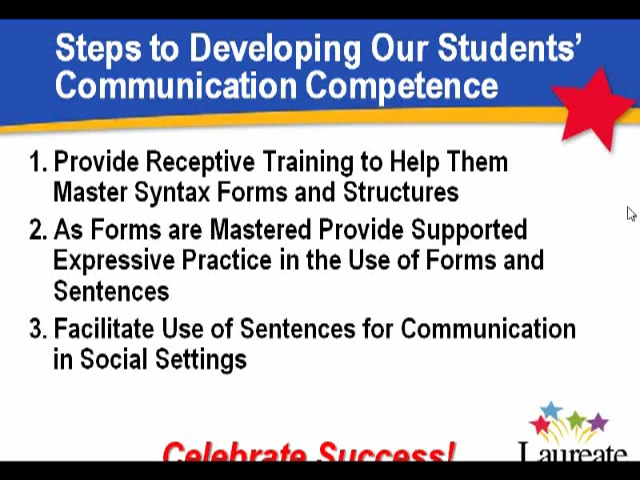 Steps to Developing Our Students'
Communication Competence
1. Provide Receptive Training to Help Them
Master Syntax Forms and Structures
2. As Forms are Mastered Provide Supported
Expressive Practice in the Use of Forms and
Sentences
3. Facilitate Use of Sentences for Communication
in Social Settings
Celebrate Success!
Laureate